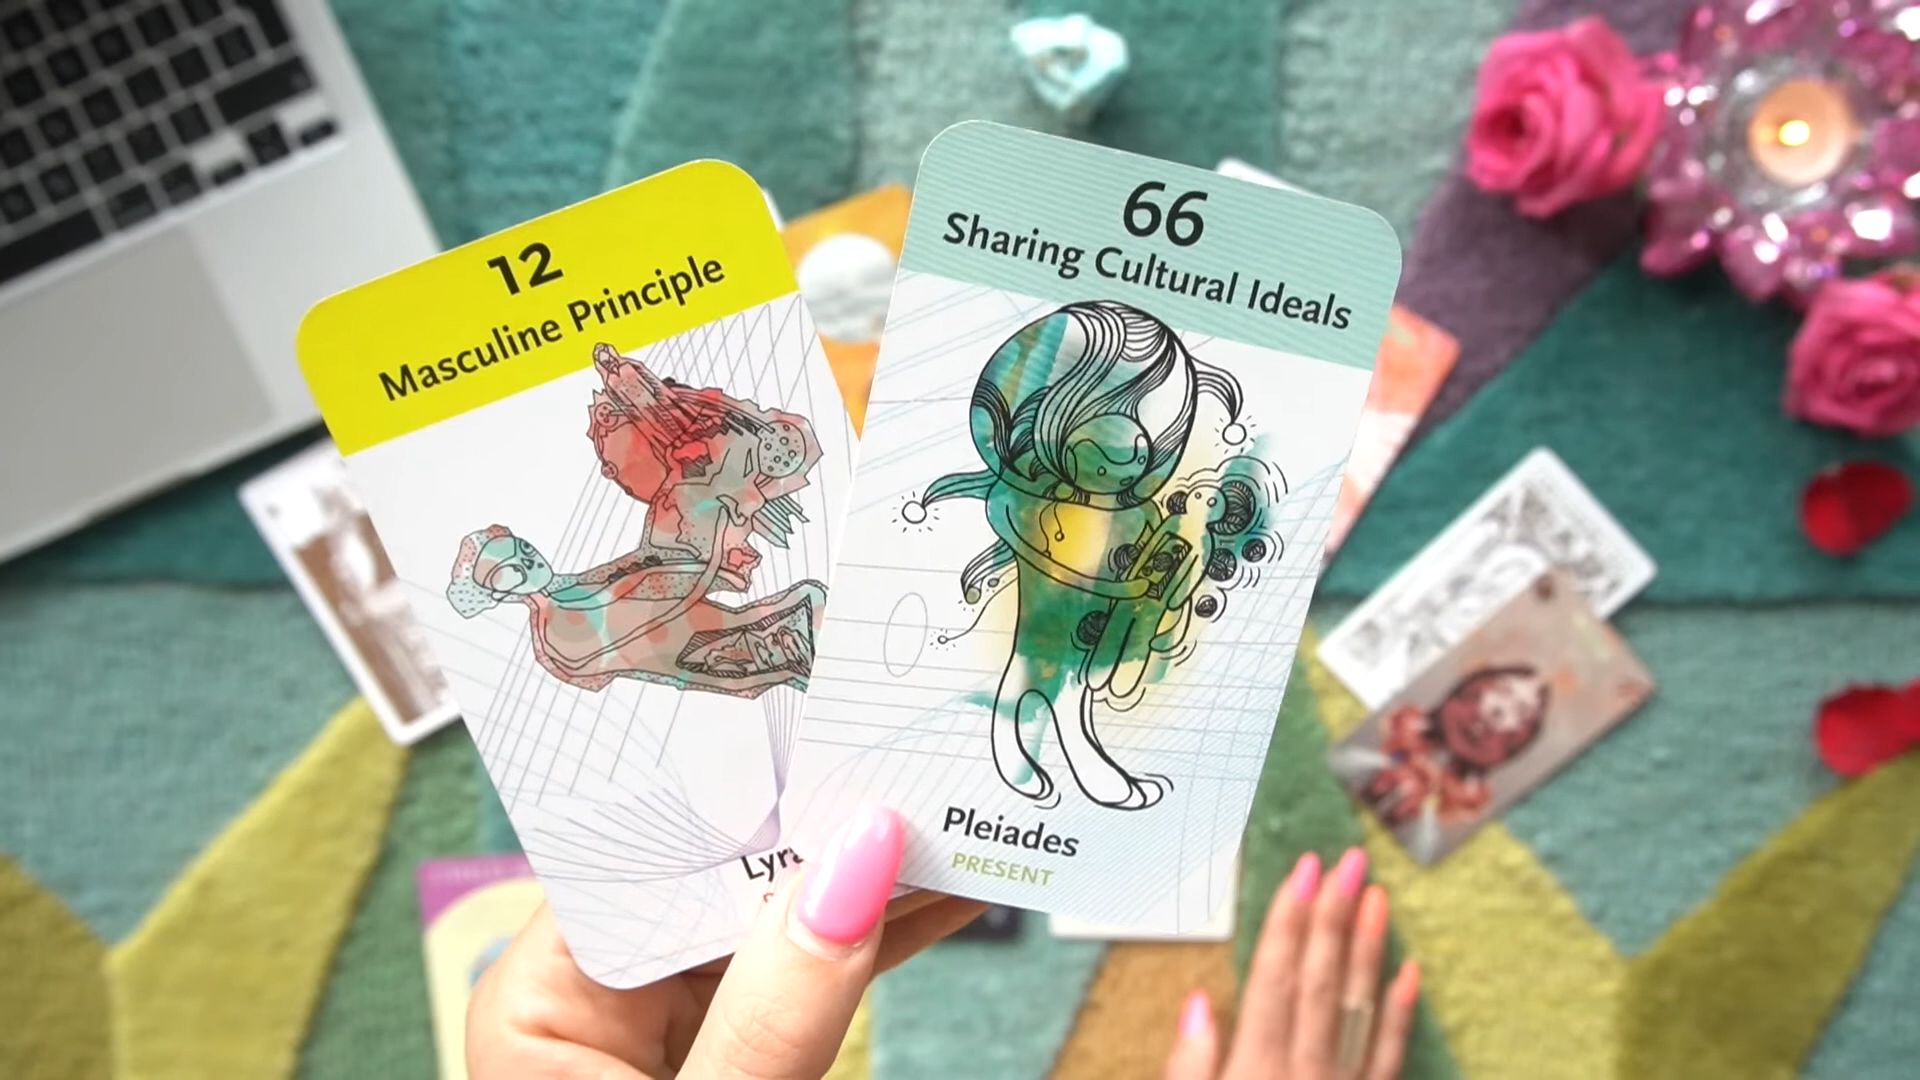 12
Masculine Principle
66
Sharing Cultural Ideals
Pleiades
PRESENT